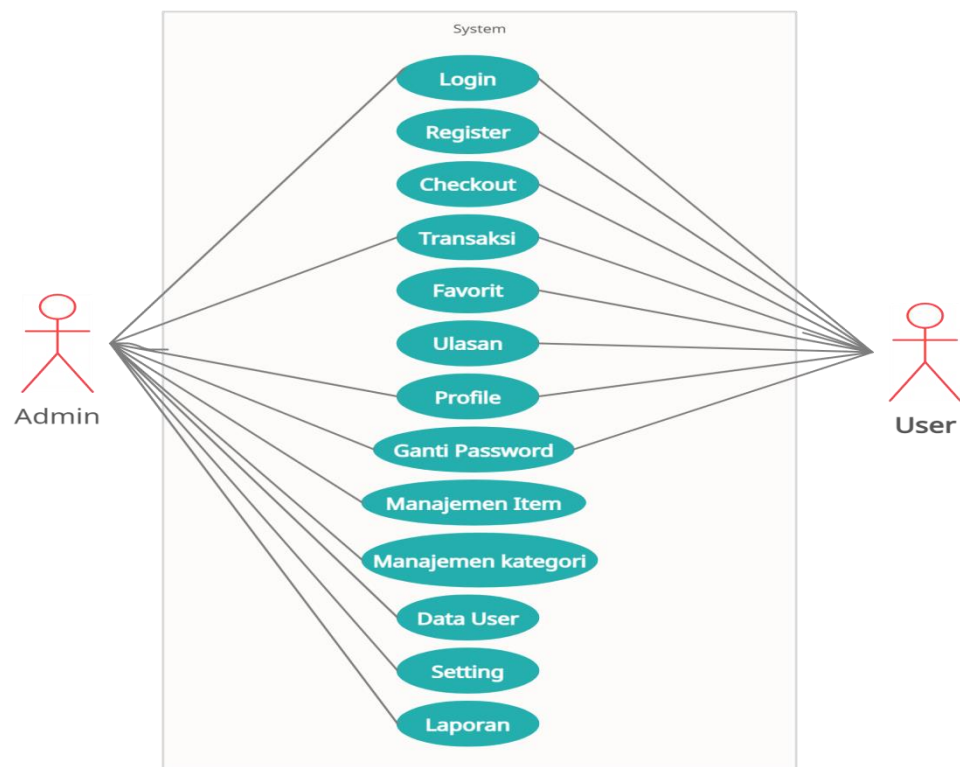 System
Login
Register
Checkout
Transaksi
Favorit
Ulasan
Profile
Ganti Password
Manajemen Item
Manajemen kategori
Data User
Setting
Laporan
Admin
User